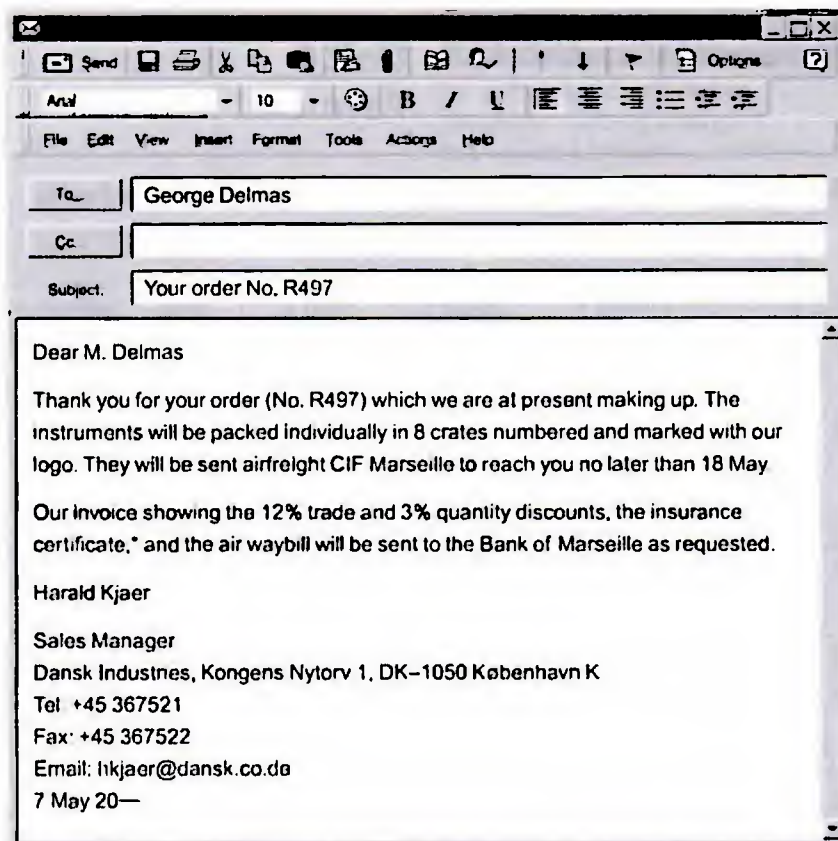 Send
Options
Arial
10
B I U
File Edit View Insert Format Tools Actions Help
To...
George Delmas
Cc
Subject.
Your order No. R497
Dear M. Delmas
Thank you for your order (No. R497) which we are at present making up. The
instruments will be packed individually in 8 crates numbered and marked with our
logo. They will be sent airfreight CIF Marseille to reach you no later than 18 May
Our invoice showing the 12% trade and 3% quantity discounts, the insurance
certificate,* and the air waybill will be sent to the Bank of Marseille as requested.
Harald Kjaer
Sales Manager
Dansk Industries, Kongens Nytorv 1, DK–1050 København K
Tel +45 367521
Fax: +45 367522
Email: hkjaer@dansk.co.de
7 May 20—